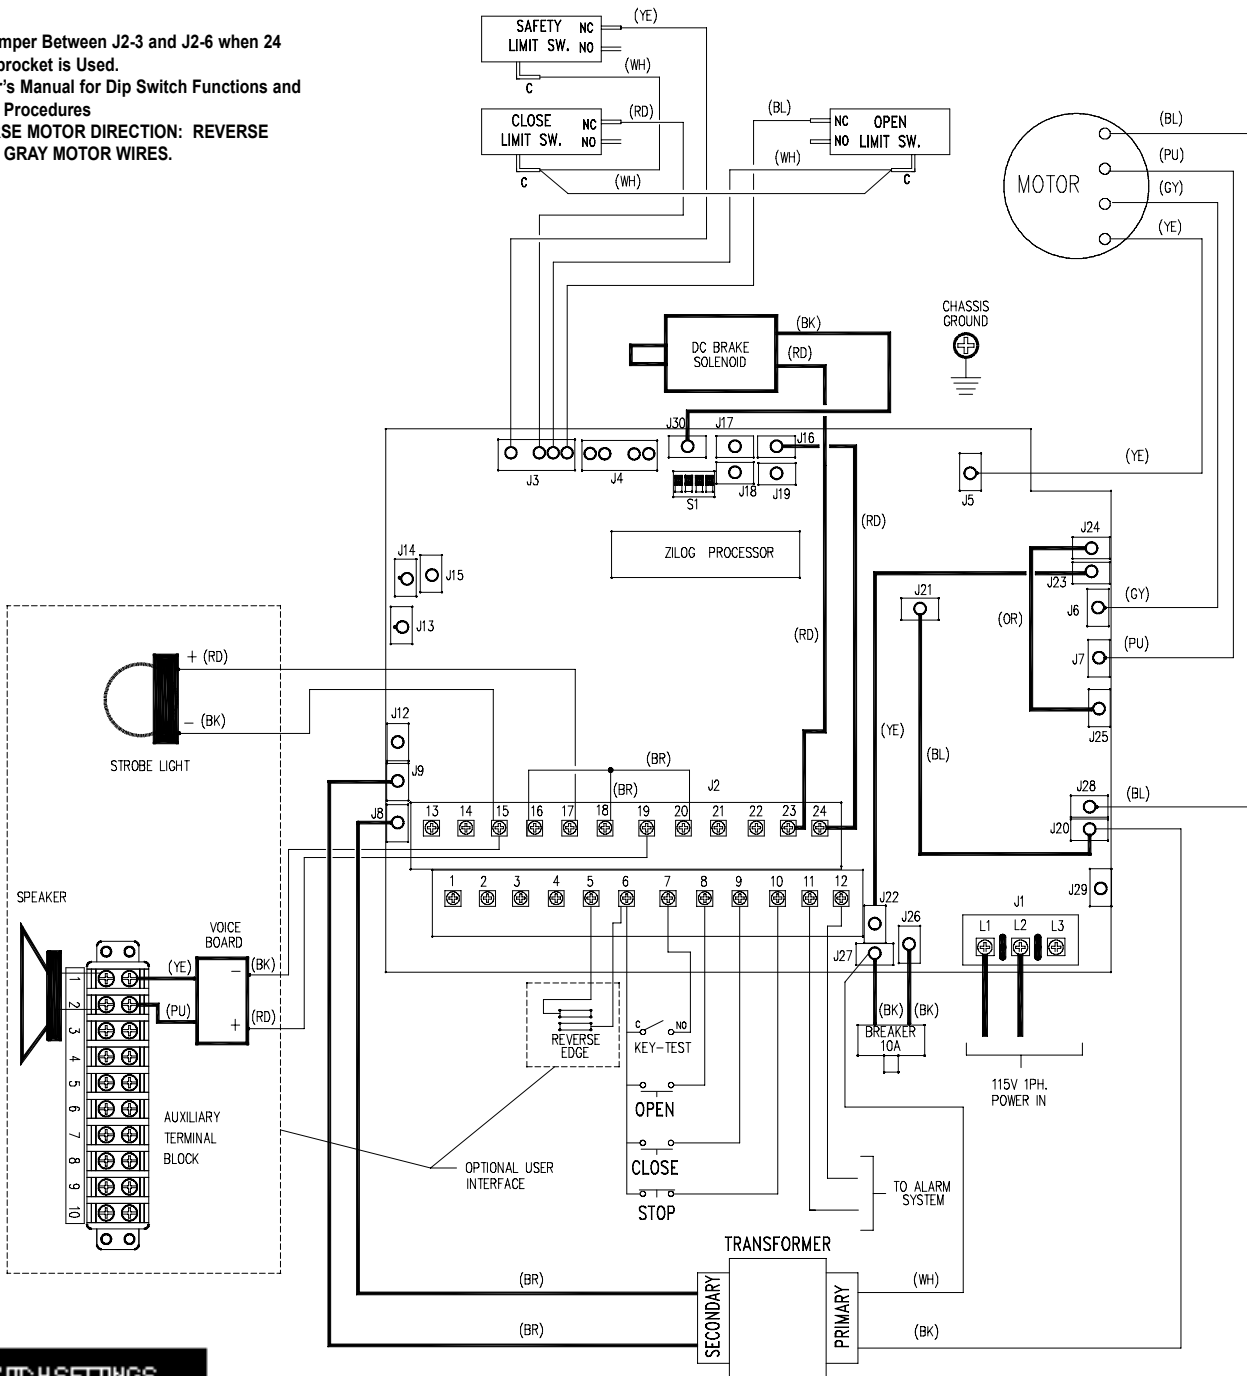 mper Between J2-3 and J2-6 when 24
procket is Used.
r's Manual for Dip Switch Functions and
Procedures
SE MOTOR DIRECTION: REVERSE
GRAY MOTOR WIRES.
SAFETY NC
LIMIT SW. NO
C
(YE)
(WH)
CLOSE NC
LIMIT SW. NO
C
(RD)
(WH)
(BL)
(WH)
NC OPEN
NO LIMIT SW.
C
MOTOR
(BL)
(PU)
(GY)
(YE)
DC BRAKE
SOLENOID
(BK)
(RD)
CHASSIS
GROUND
J30
J17
J16
J3
J4
S1
J18
J19
J5
(YE)
(RD)
ZILOG PROCESSOR
J24
J23
J14
J15
J13
J21
(OR)
J6
(GY)
(RD)
J7
(PU)
+ (RD)
- (BK)
STROBE LIGHT
J12
J9
J8
(YE)
(BL)
J25
(BR)
(BR)
J2
J28
(BL)
J20
13 14 15 16 17 18 19 20 21 22 23 24
1 2 3 4 5 6 7 8 9 10 11 12
J29
J22
J26
J27
J1
L1 L2 L3
SPEAKER
VOICE
BOARD
(YE)
(BK)
(PU)
(RD)
-
+
1
2
3
4
5
6
7
8
9
10
AUXILIARY
TERMINAL
BLOCK
REVERSE
EDGE
C NO
KEY-TEST
OPEN
CLOSE
STOP
(BK) (BK)
BREAKER
10A
115V 1PH.
POWER IN
OPTIONAL USER
INTERFACE
TO ALARM
SYSTEM
TRANSFORMER
SECONDARY
PRIMARY
(BR)
(BR)
(WH)
(BK)
SETTINGS